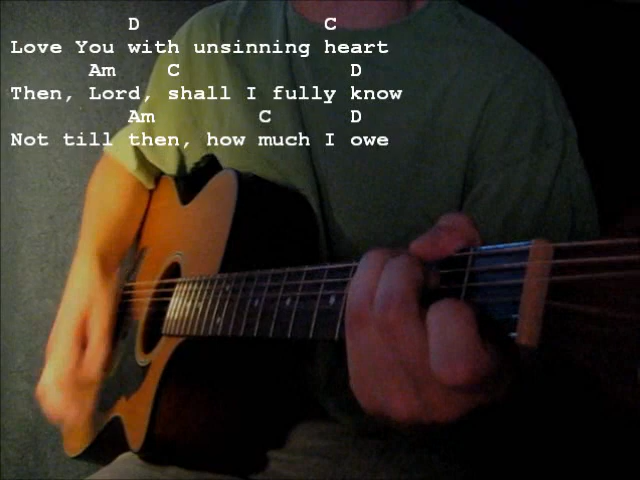 D C
Love You with unsinning heart
Am C D
Then, Lord, shall I fully know
Am C D
Not till then, how much I owe